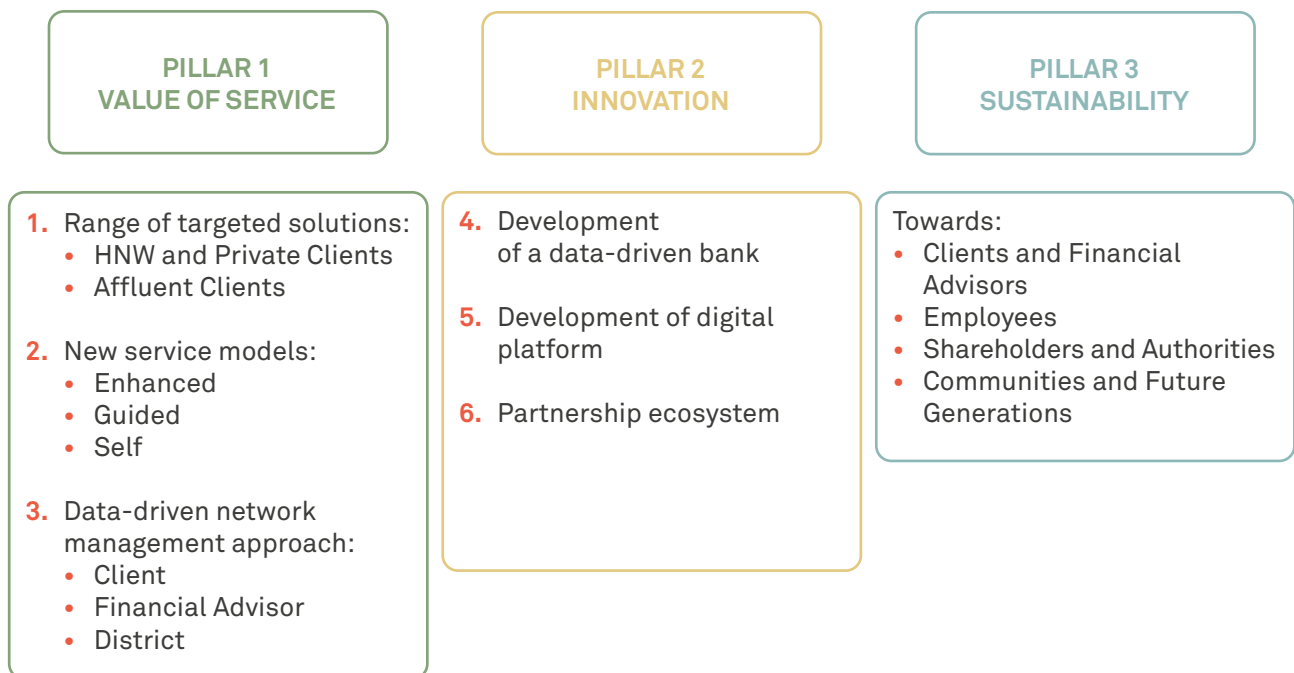 PILLAR 1
VALUE OF SERVICE
PILLAR 2
INNOVATION
PILLAR 3
SUSTAINABILITY
1. Range of targeted solutions:
• HNW and Private Clients
• Affluent Clients
2. New service models:
• Enhanced
• Guided
• Self
3. Data-driven network
management approach:
• Client
• Financial Advisor
• District
4. Development
of a data-driven bank
5. Development of digital
platform
6. Partnership ecosystem
Towards:
• Clients and Financial
Advisors
• Employees
• Shareholders and Authorities
• Communities and Future
Generations